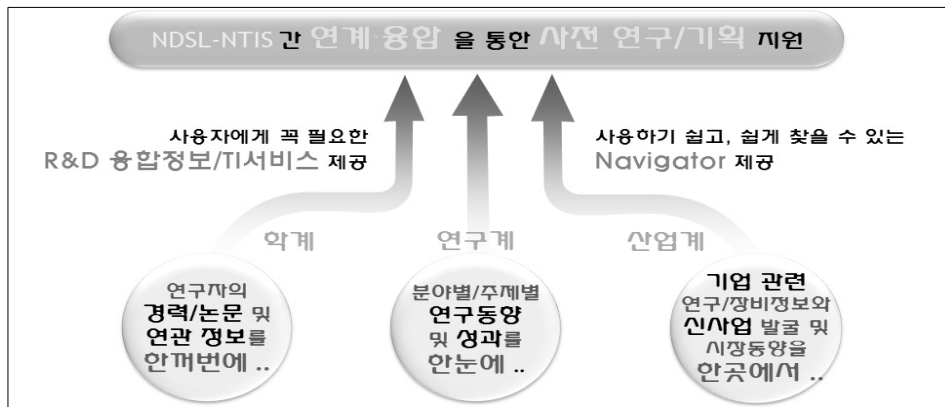 NDSL-NTIS 간 연계·융합 을 통한 사전 연구/기획 지원
사용자에게 꼭 필요한
R&D 융합정보/TI서비스 제공
사용하기 쉽고, 쉽게 찾을 수 있는
Navigator 제공
학계
연구계
산업계
연구자의
경력/논문 및
연관 정보를
한꺼번에 ..
분야별/주제별
연구동향
및 성과를
한눈에 ..
기업 관련
연구/장비정보와
신사업 발굴 및
시장동향을
한곳에서 ..